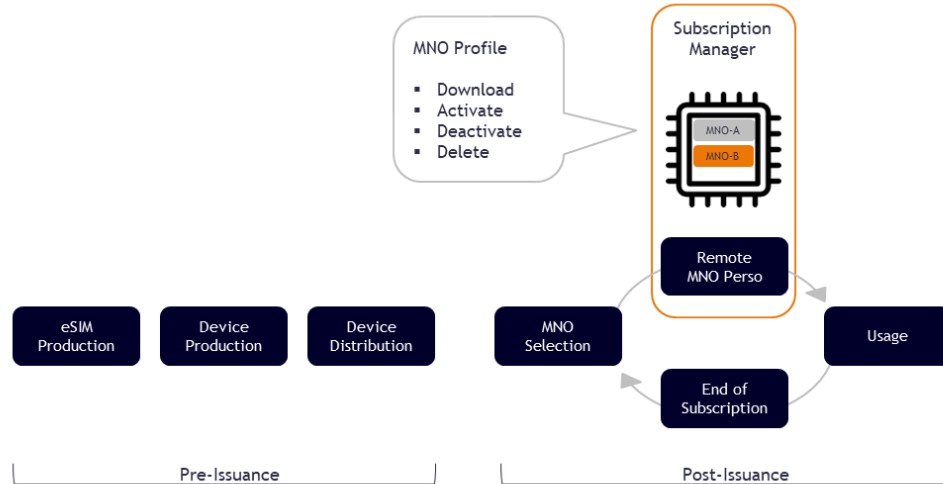 MNO Profile
▪ Download
▪ Activate
▪ Deactivate
▪ Delete
Subscription
Manager
MNO-A
MNO-B
Remote
MNO Perso
eSIM
Production
Device
Production
Device
Distribution
MNO
Selection
Usage
End of
Subscription
Pre-Issuance
Post-Issuance